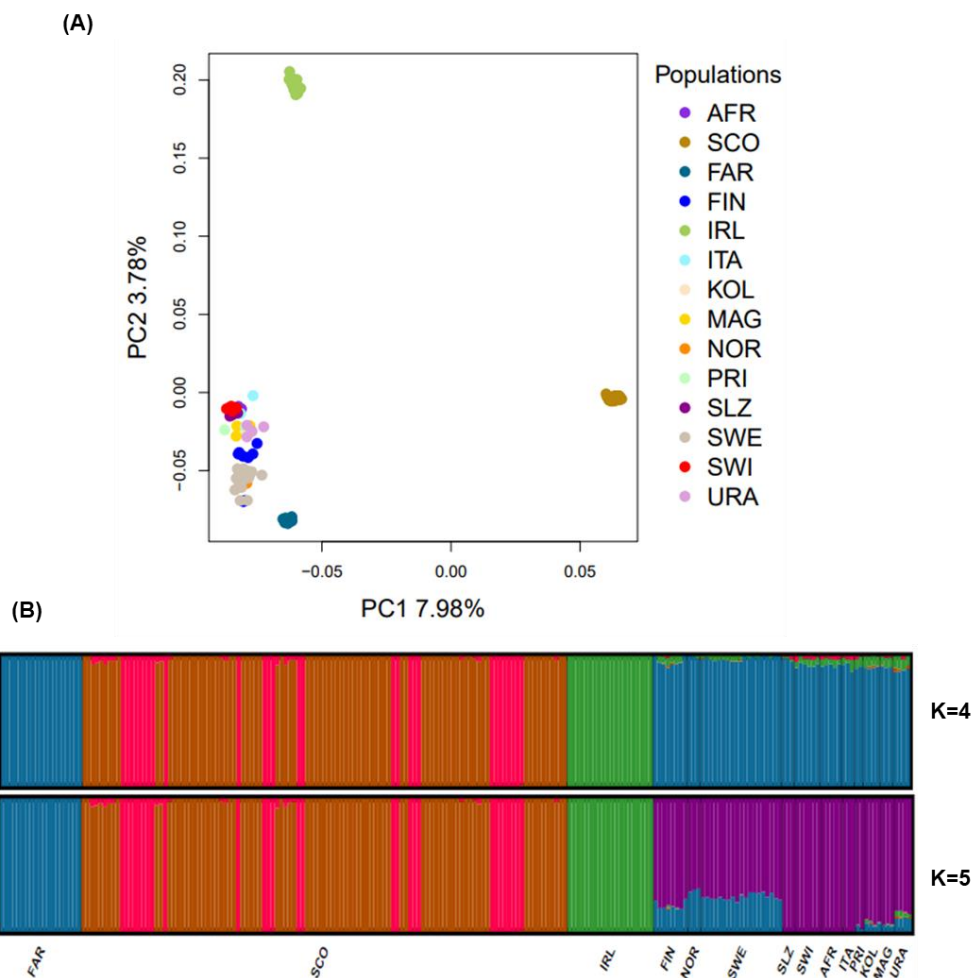 (A)
Populations
AFR
SCO
FAR
FIN
IRL
ITA
KOL
MAG
NOR
PRI
SLZ
SWE
SWI
URA
PC2 3.78%
0.20
0.15
0.10
0.05
0.00
−0.05
−0.05 0.00 0.05
PC1 7.98%
(B)
K=4
K=5
FAR SCO IRL FIN NOR SWE SLZ SWI AFR ITA PRI KOL MAG URA